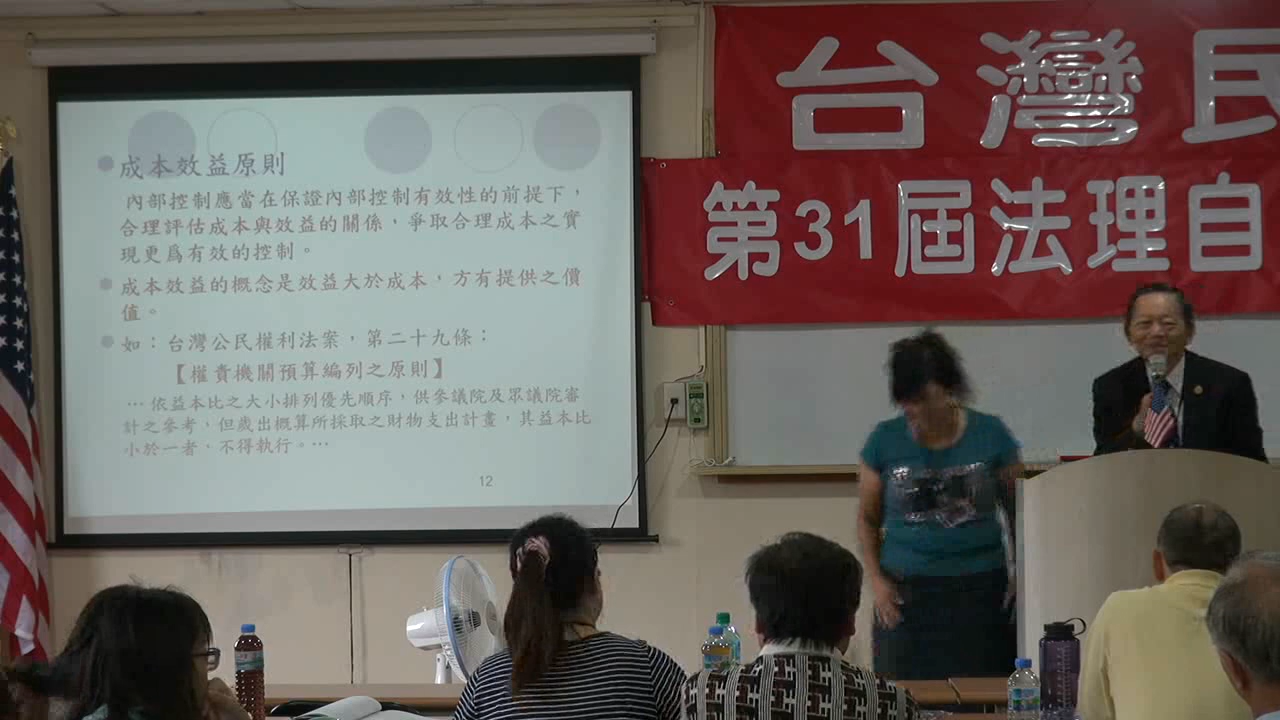 成本效益原則
內部控制應當在保證內部控制有效性的前提下，
合理評估成本與效益的關係，爭取合理成本之實
現更爲有效的控制。
成本效益的概念是效益大於成本，方有提供之價
值。
如：台灣公民權利法案，第二十九條：
【權責機關預算編列之原則】
… 依益本比之大小排列優先順序，供參議院及眾議院審
計之參考，但歲出概算所採取之財物支出計畫，其益本比
小於一者，不得執行。…
12
台灣民
第31屆法理自